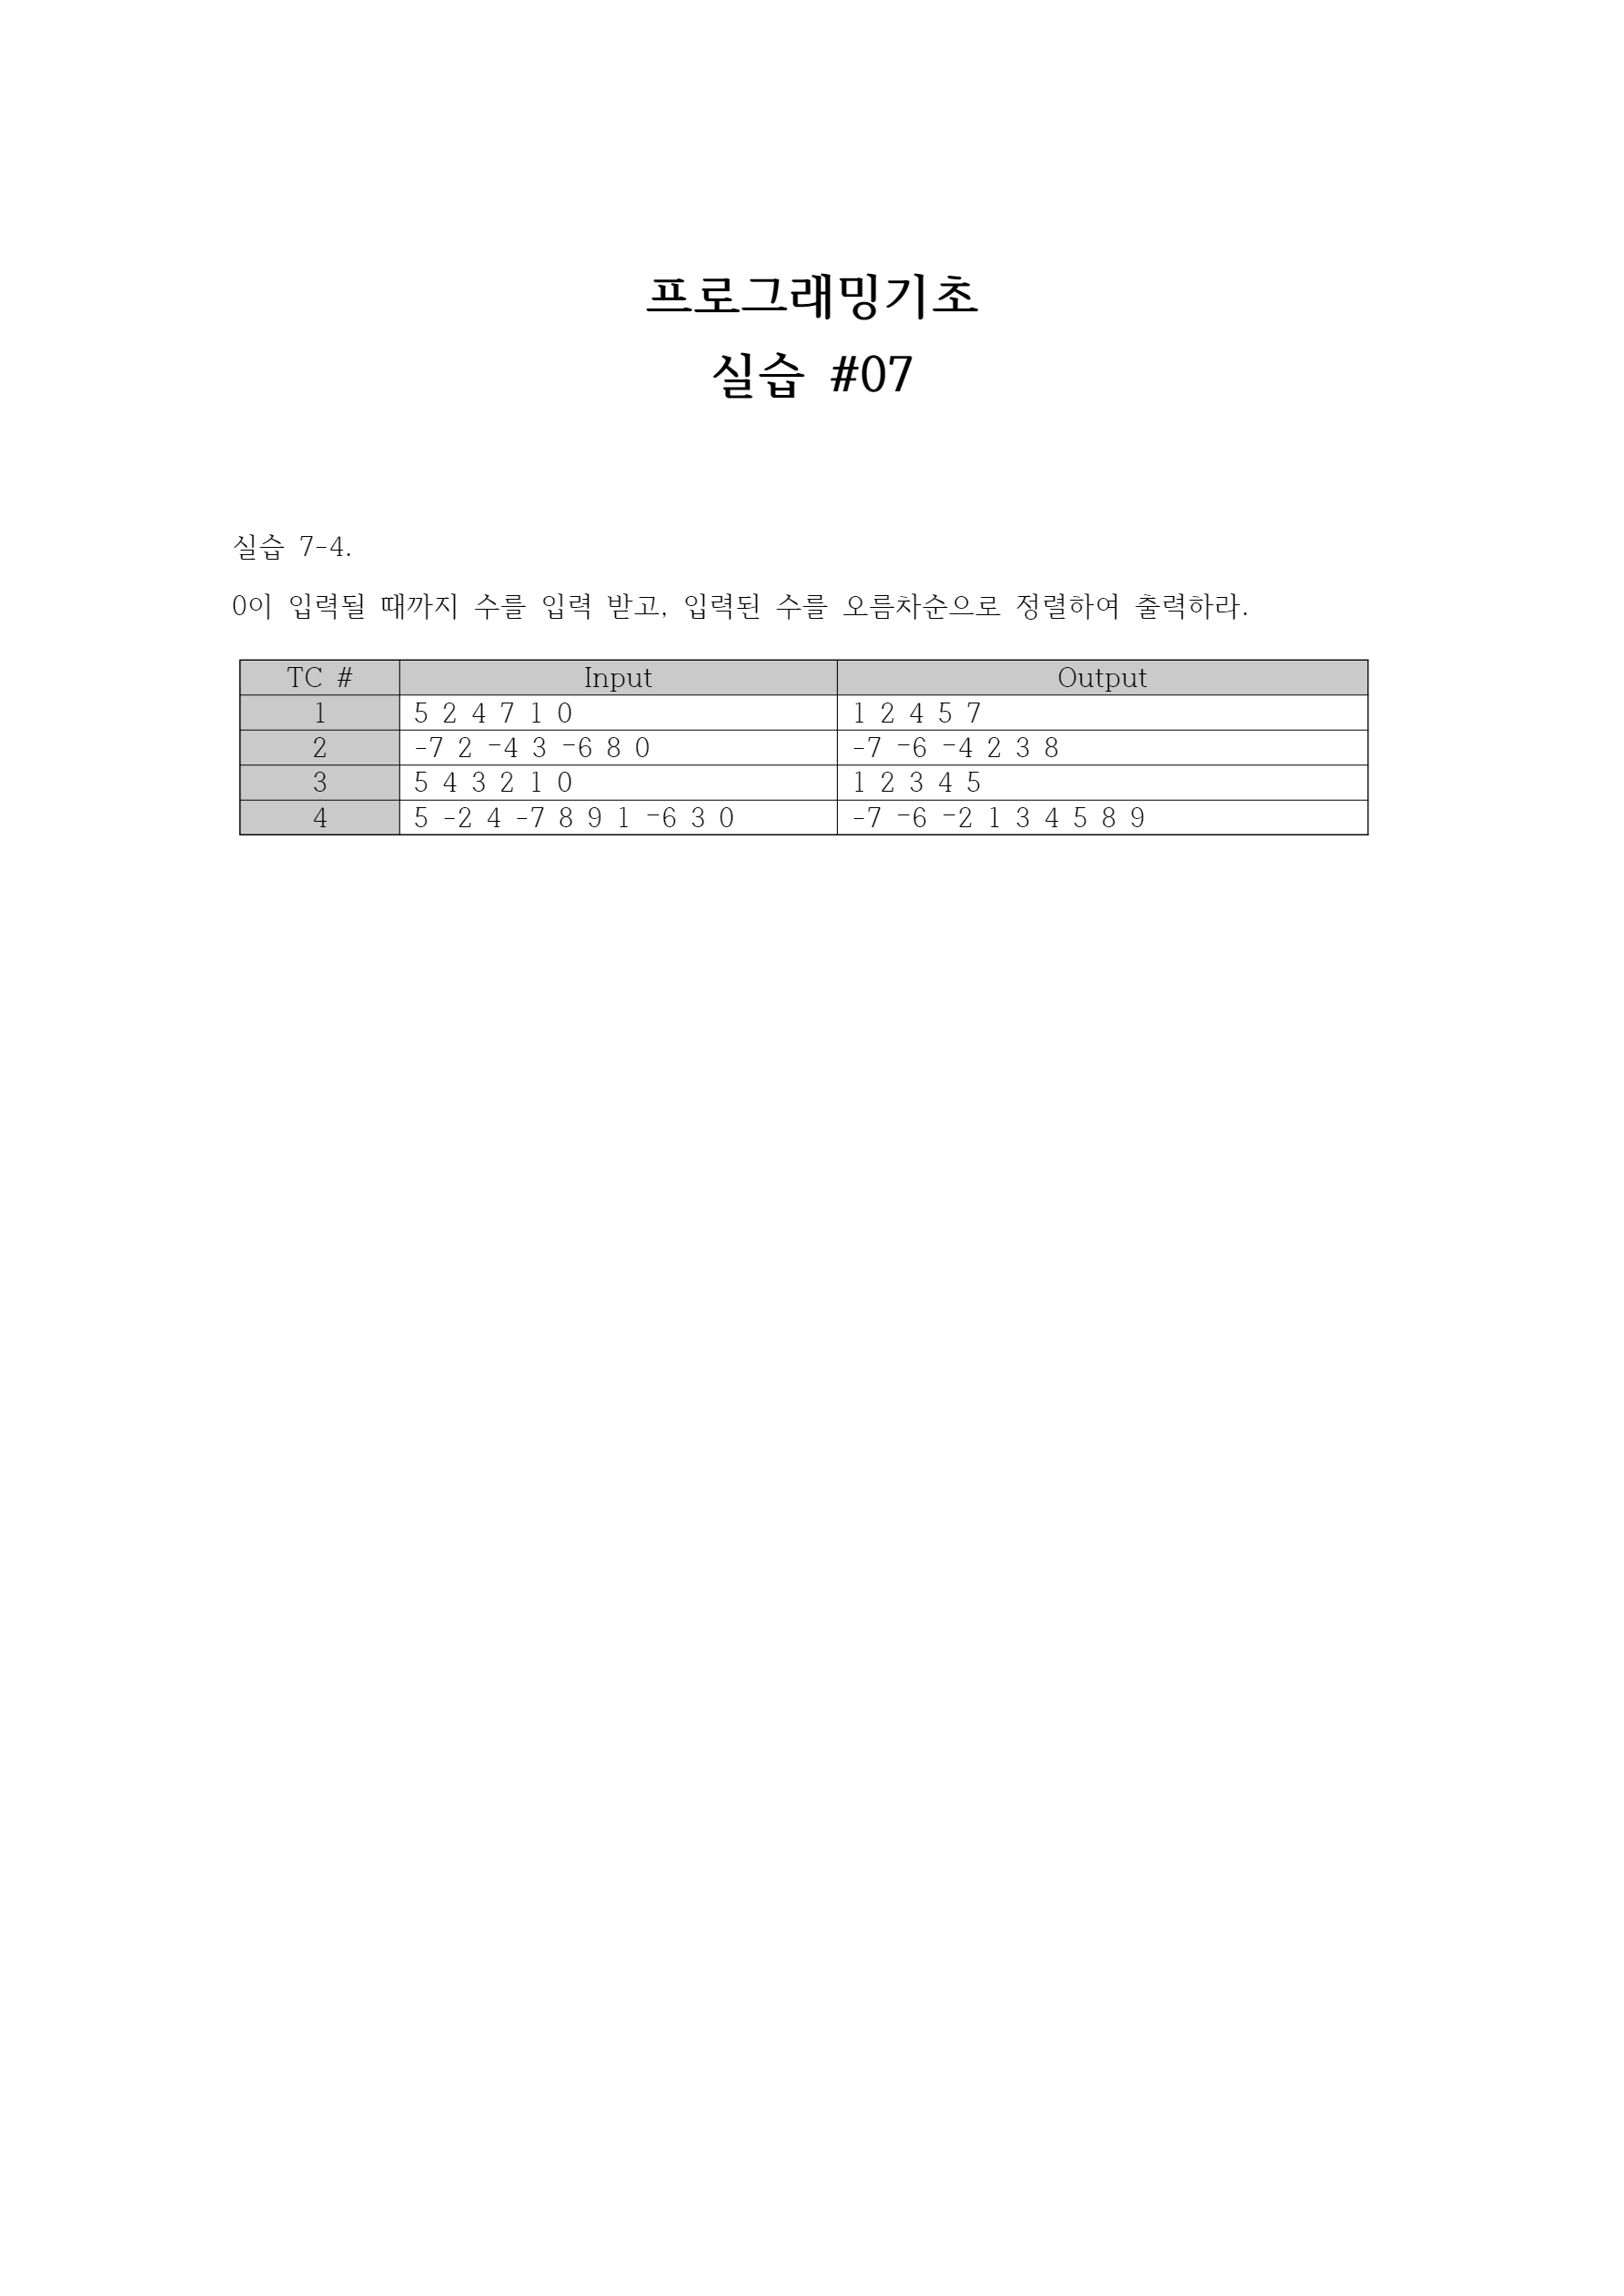 프로그래밍기초
실습 #07
실습 7-4.
0이 입력될 때까지 수를 입력 받고, 입력된 수를 오름차순으로 정렬하여 출력하라.
TC # Input Output
1 5 2 4 7 1 0 1 2 4 5 7
2 -7 2 -4 3 -6 8 0 -7 -6 -4 2 3 8
3 5 4 3 2 1 0 1 2 3 4 5
4 5 -2 4 -7 8 9 1 -6 3 0 -7 -6 -2 1 3 4 5 8 9